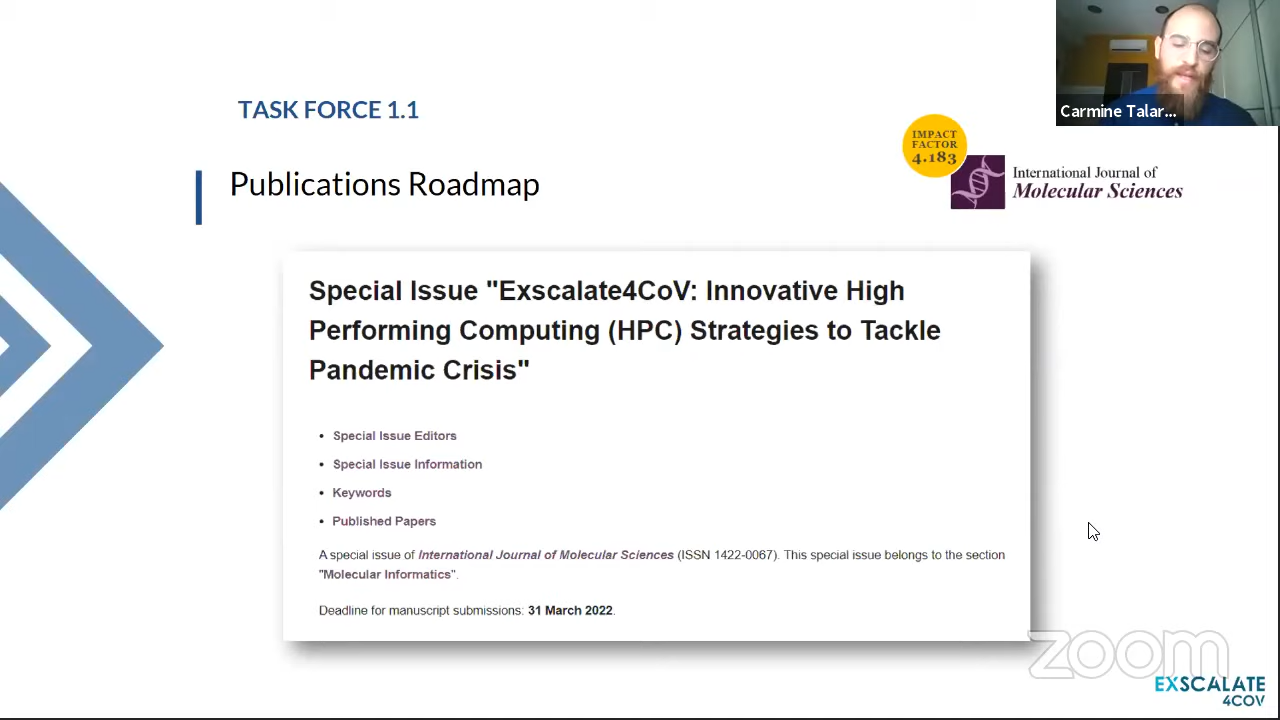 Carmine Talar...
TASK FORCE 1.1
IMPACT
FACTOR
4.183
Publications Roadmap
International Journal of
Molecular Sciences
Special Issue "Exscalate4CoV: Innovative High
Performing Computing (HPC) Strategies to Tackle
Pandemic Crisis"
• Special Issue Editors
• Special Issue Information
• Keywords
• Published Papers
A special issue of International Journal of Molecular Sciences (ISSN 1422-0067). This special issue belongs to the section
"Molecular Informatics".
Deadline for manuscript submissions: 31 March 2022.
zoom
EXSCALATE
4COV